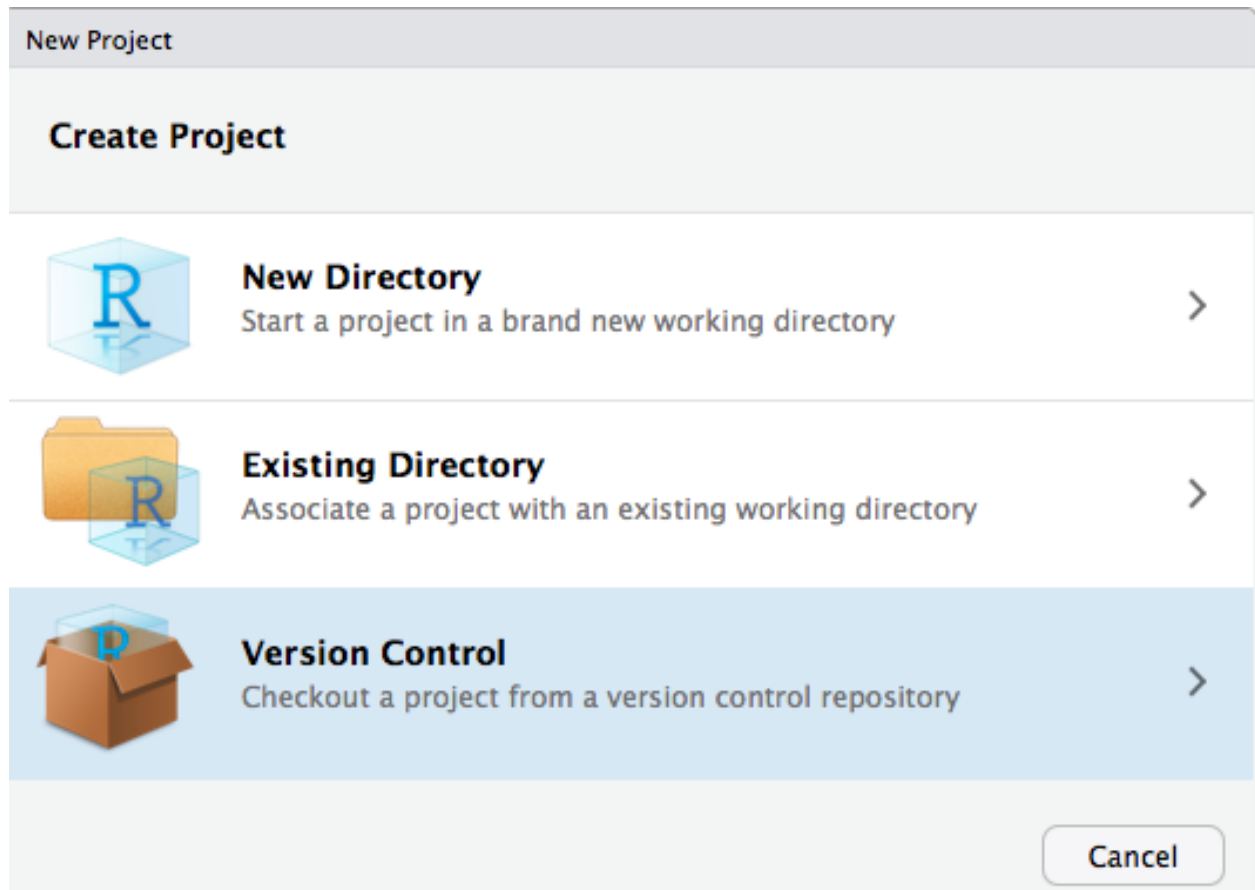 New Project
Create Project
R
New Directory
Start a project in a brand new working directory
R
Existing Directory
Associate a project with an existing working directory
R
Version Control
Checkout a project from a version control repository
Cancel